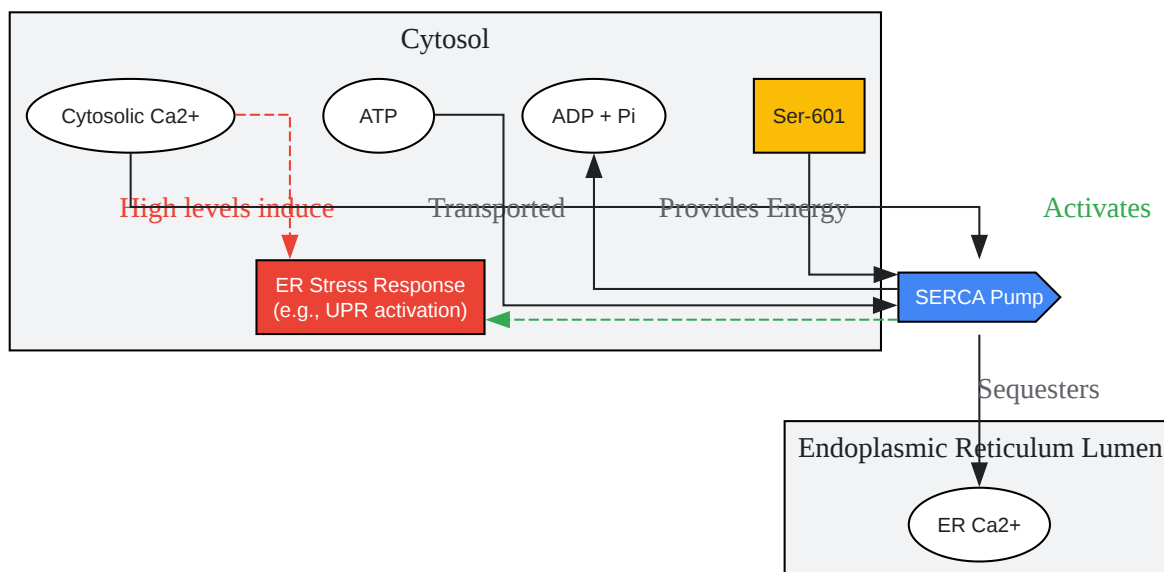 Cytosol
Cytosolic Ca2+
ATP
ADP + Pi
Ser-601
High levels induce
Transported
Provides Energy
Activates
ER Stress Response
(e.g., UPR activation)
SERCA Pump
Sequesters
Endoplasmic Reticulum Lumen
ER Ca2+